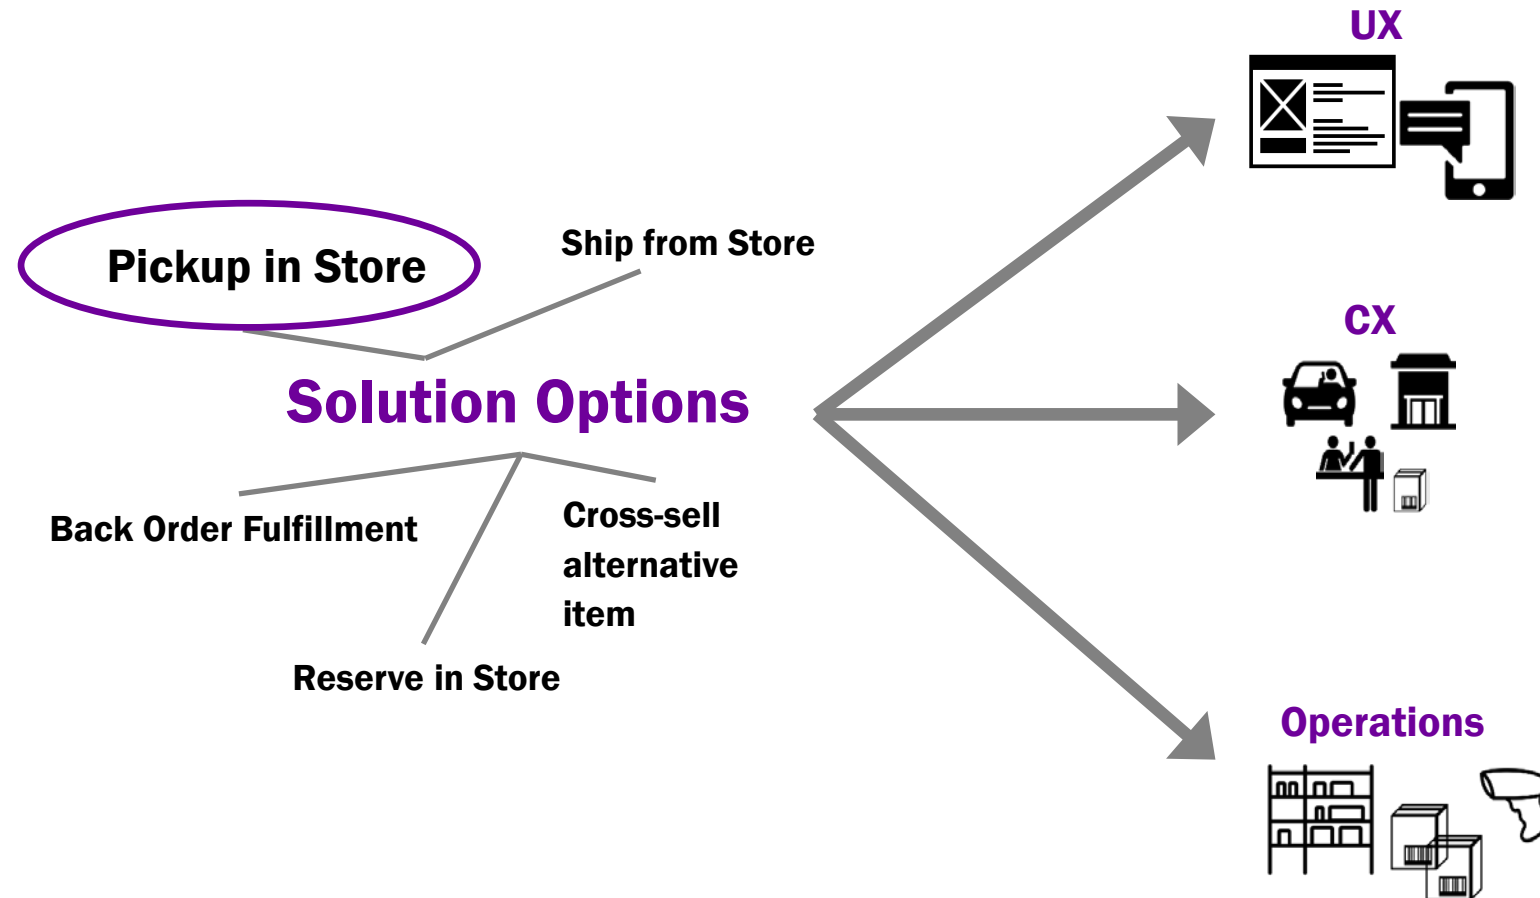 UX
Pickup in Store
Ship from Store
CX
Solution Options
Back Order Fulfillment
Cross-sell
alternative
item
Reserve in Store
Operations